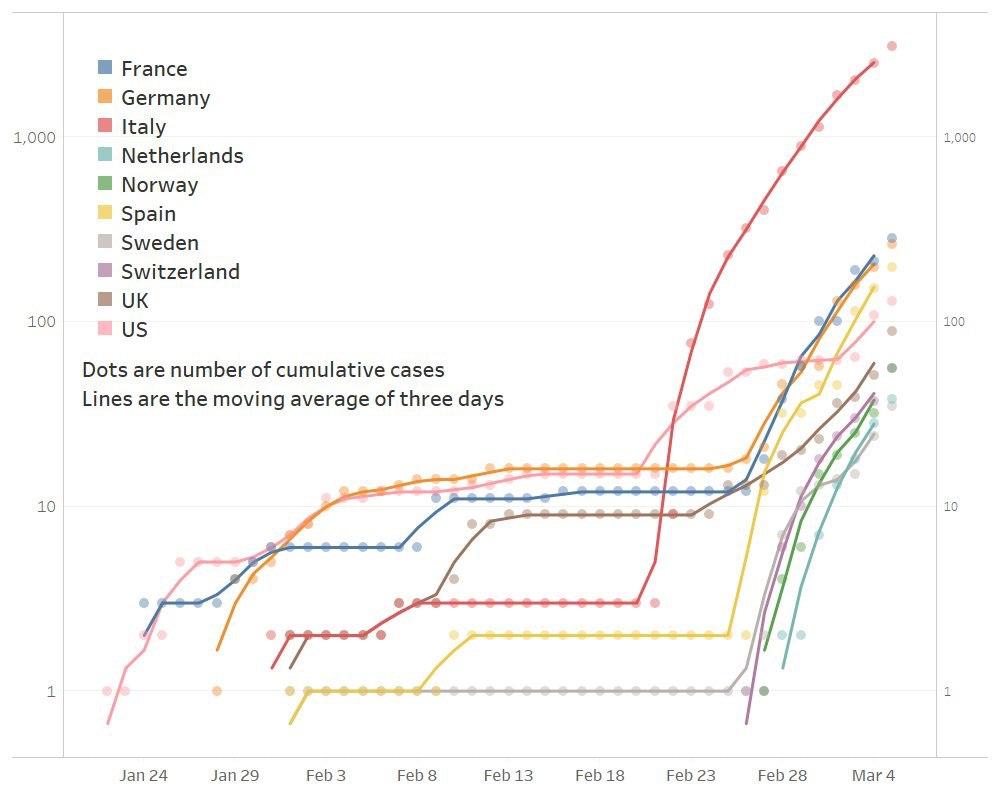 France
Germany
Italy
Netherlands
Norway
Spain
Sweden
Switzerland
UK
US
Dots are number of cumulative cases
Lines are the moving average of three days
1,000 1,000
100 100
10 10
1 1
Jan 24 Jan 29 Feb 3 Feb 8 Feb 13 Feb 18 Feb 23 Feb 28 Mar 4